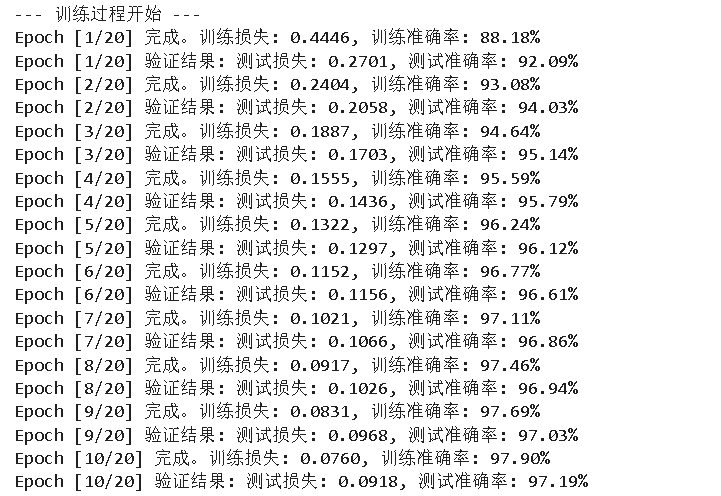 --- 训练过程开始 ---
Epoch [1/20] 完成。训练损失: 0.4446, 训练准确率: 88.18%
Epoch [1/20] 验证结果: 测试损失: 0.2701, 测试准确率: 92.09%
Epoch [2/20] 完成。训练损失: 0.2404, 训练准确率: 93.08%
Epoch [2/20] 验证结果: 测试损失: 0.2058, 测试准确率: 94.03%
Epoch [3/20] 完成。训练损失: 0.1887, 训练准确率: 94.64%
Epoch [3/20] 验证结果: 测试损失: 0.1703, 测试准确率: 95.14%
Epoch [4/20] 完成。训练损失: 0.1555, 训练准确率: 95.59%
Epoch [4/20] 验证结果: 测试损失: 0.1436, 测试准确率: 95.79%
Epoch [5/20] 完成。训练损失: 0.1322, 训练准确率: 96.24%
Epoch [5/20] 验证结果: 测试损失: 0.1297, 测试准确率: 96.12%
Epoch [6/20] 完成。训练损失: 0.1152, 训练准确率: 96.77%
Epoch [6/20] 验证结果: 测试损失: 0.1156, 测试准确率: 96.61%
Epoch [7/20] 完成。训练损失: 0.1021, 训练准确率: 97.11%
Epoch [7/20] 验证结果: 测试损失: 0.1066, 测试准确率: 96.86%
Epoch [8/20] 完成。训练损失: 0.0917, 训练准确率: 97.46%
Epoch [8/20] 验证结果: 测试损失: 0.1026, 测试准确率: 96.94%
Epoch [9/20] 完成。训练损失: 0.0831, 训练准确率: 97.69%
Epoch [9/20] 验证结果: 测试损失: 0.0968, 测试准确率: 97.03%
Epoch [10/20] 完成。训练损失: 0.0760, 训练准确率: 97.90%
Epoch [10/20] 验证结果: 测试损失: 0.0918, 测试准确率: 97.19%